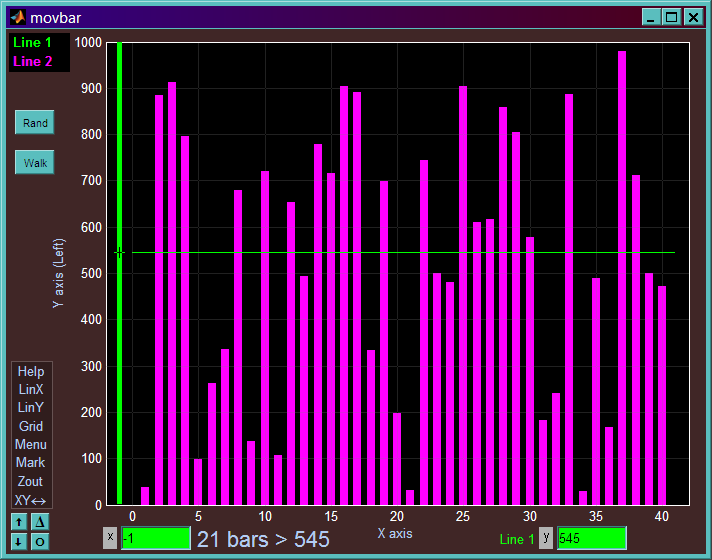 movbar
Line 1
Line 2
Rand
Walk
Y axis (Left)
1000
900
800
700
600
500
400
300
200
100
0
0 5 10 15 20 25 30 35 40
Help
LinX
LinY
Grid
Menu
Mark
Zout
XY↔
↑ Δ
↓ O
x -1
21 bars > 545
X axis
Line 1 y 545